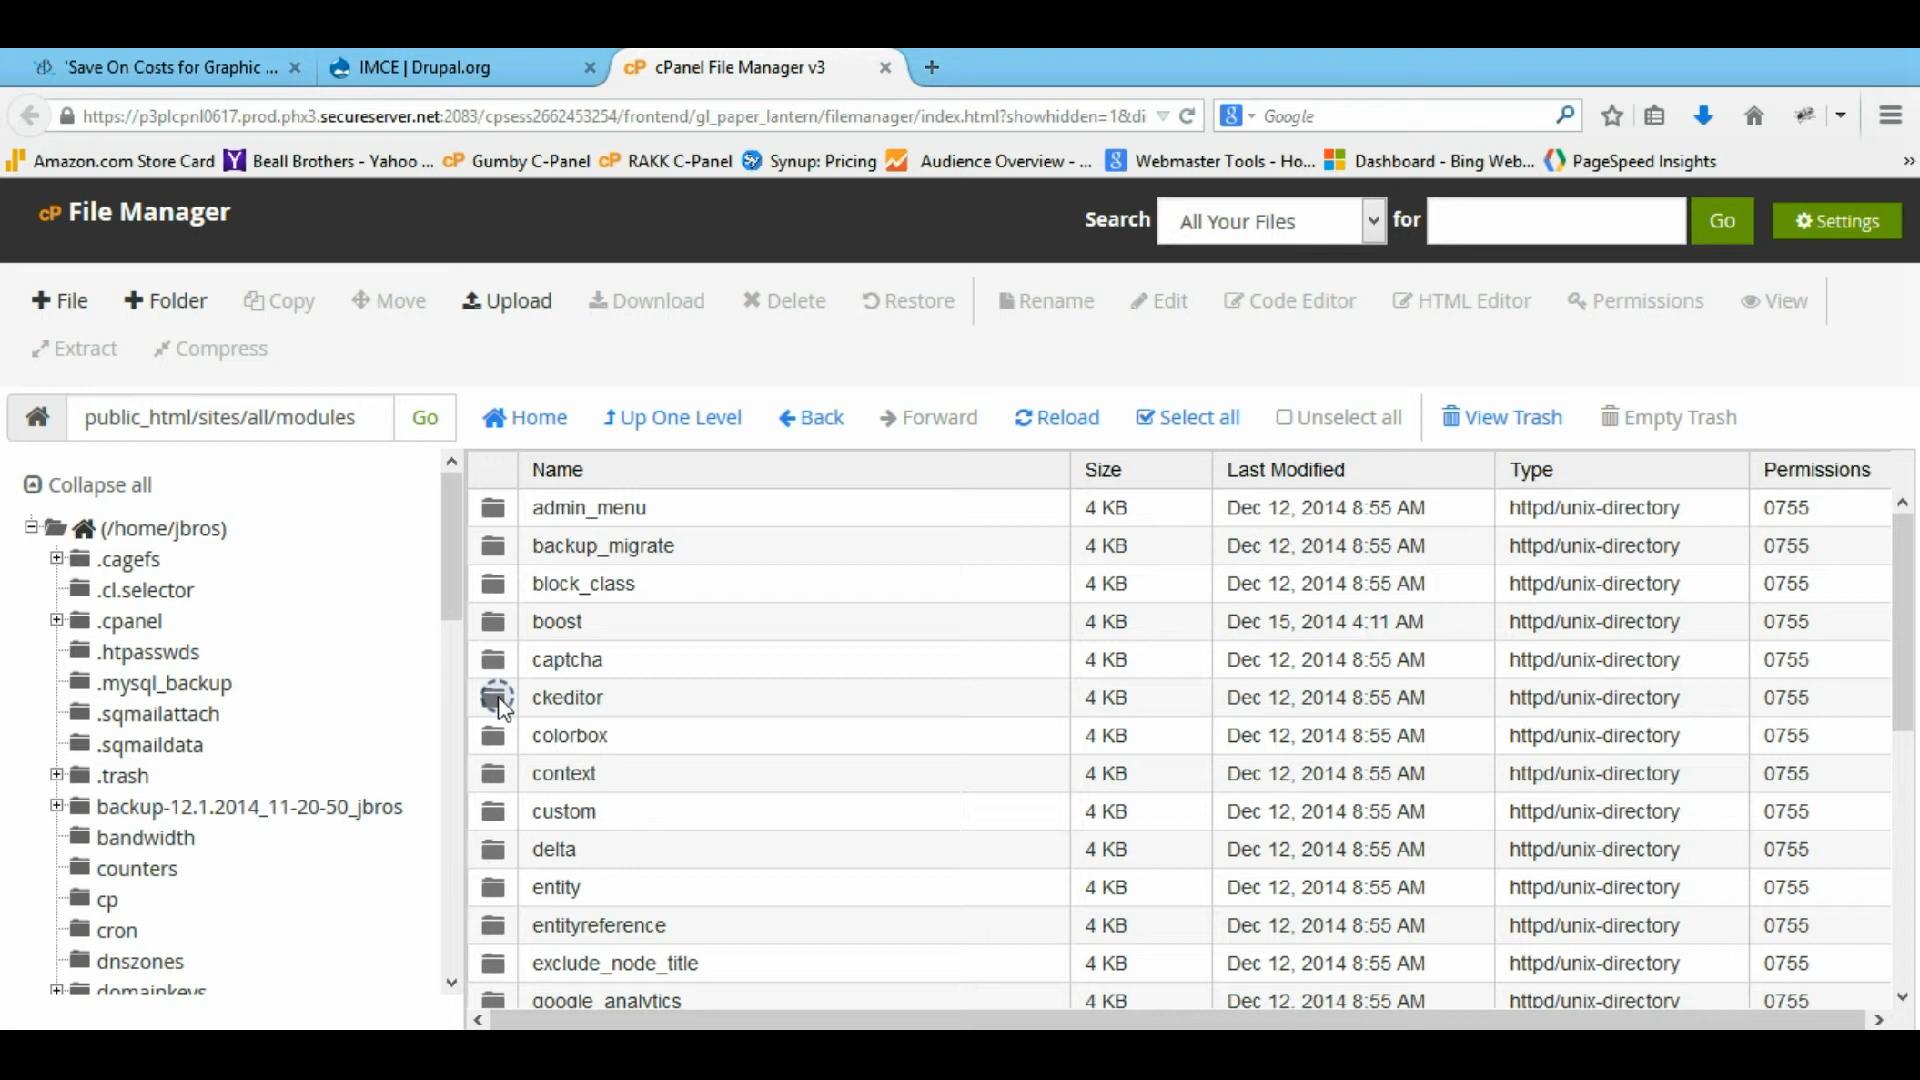 'Save On Costs for Graphic ... IMCE | Drupal.org cP cPanel File Manager v3
https://p3plcpnl0617.prod.phx3.secureserver.net:2083/cpsess2662453254/frontend/gl_paper_lantern/filemanager/index.html?showhidden=1&di 8 Google
Amazon.com Store Card Y Beall Brothers - Yahoo ... cP Gumby C-Panel cP RAKK C-Panel Synup: Pricing Audience Overview - ... 8 Webmaster Tools - Ho... Dashboard - Bing Web... PageSpeed Insights »
cP File Manager Search All Your Files for Go Settings
File Folder Copy Move Upload Download Delete Restore Rename Edit Code Editor HTML Editor Permissions View
Extract Compress
public_html/sites/all/modules Go Home Up One Level Back Forward Reload Select all Unselect all View Trash Empty Trash
Collapse all
(/home/jbros)
.cagefs
.cl.selector
.cpanel
.htpasswds
.mysql_backup
.sqmailattach
.sqmaildata
.trash
backup-12.1.2014_11-20-50_jbros
bandwidth
counters
cp
cron
dnszones
domainkeys
Name Size Last Modified Type Permissions
admin_menu 4 KB Dec 12, 2014 8:55 AM httpd/unix-directory 0755
backup_migrate 4 KB Dec 12, 2014 8:55 AM httpd/unix-directory 0755
block_class 4 KB Dec 12, 2014 8:55 AM httpd/unix-directory 0755
boost 4 KB Dec 15, 2014 4:11 AM httpd/unix-directory 0755
captcha 4 KB Dec 12, 2014 8:55 AM httpd/unix-directory 0755
ckeditor 4 KB Dec 12, 2014 8:55 AM httpd/unix-directory 0755
colorbox 4 KB Dec 12, 2014 8:55 AM httpd/unix-directory 0755
context 4 KB Dec 12, 2014 8:55 AM httpd/unix-directory 0755
custom 4 KB Dec 12, 2014 8:55 AM httpd/unix-directory 0755
delta 4 KB Dec 12, 2014 8:55 AM httpd/unix-directory 0755
entity 4 KB Dec 12, 2014 8:55 AM httpd/unix-directory 0755
entityreference 4 KB Dec 12, 2014 8:55 AM httpd/unix-directory 0755
exclude_node_title 4 KB Dec 12, 2014 8:55 AM httpd/unix-directory 0755
google_analytics 4 KB Dec 12, 2014 8:55 AM httpd/unix-directory 0755